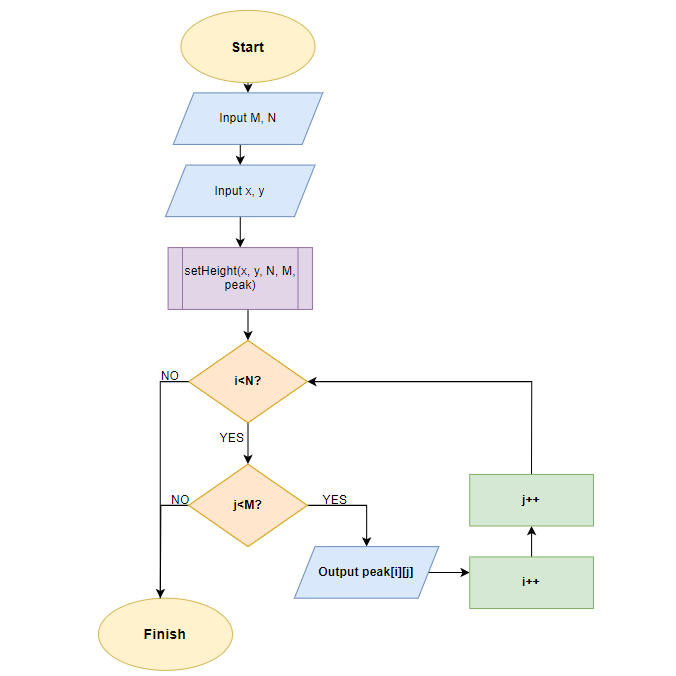 Start
Input M, N
Input x, y
setHeight(x, y, N, M,
peak)
NO
i<N?
YES
NO
j<M?
YES
j++
Output peak[i][j]
i++
Finish